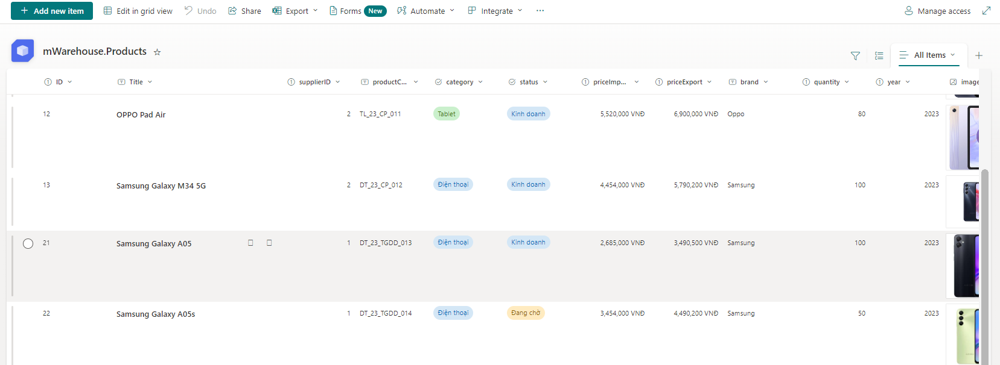 Add new item Edit in grid view Undo Share Export Forms New Automate Integrate ... Manage access
mWarehouse.Products
All Items
ID Title supplierID productC... category status priceImp... priceExport brand quantity year image
12 OPPO Pad Air 2 TL_23_CP_011 Tablet Kinh doanh 5,520,000 VNĐ 6,900,000 VNĐ Oppo 80 2023
13 Samsung Galaxy M34 5G 2 DT_23_CP_012 Điện thoại Kinh doanh 4,454,000 VNĐ 5,790,200 VNĐ Samsung 100 2023
21 Samsung Galaxy A05 1 DT_23_TGDD_013 Điện thoại Kinh doanh 2,685,000 VNĐ 3,490,500 VNĐ Samsung 100 2023
22 Samsung Galaxy A05s 1 DT_23_TGDD_014 Điện thoại Đang chờ 3,454,000 VNĐ 4,490,200 VNĐ Samsung 50 2023